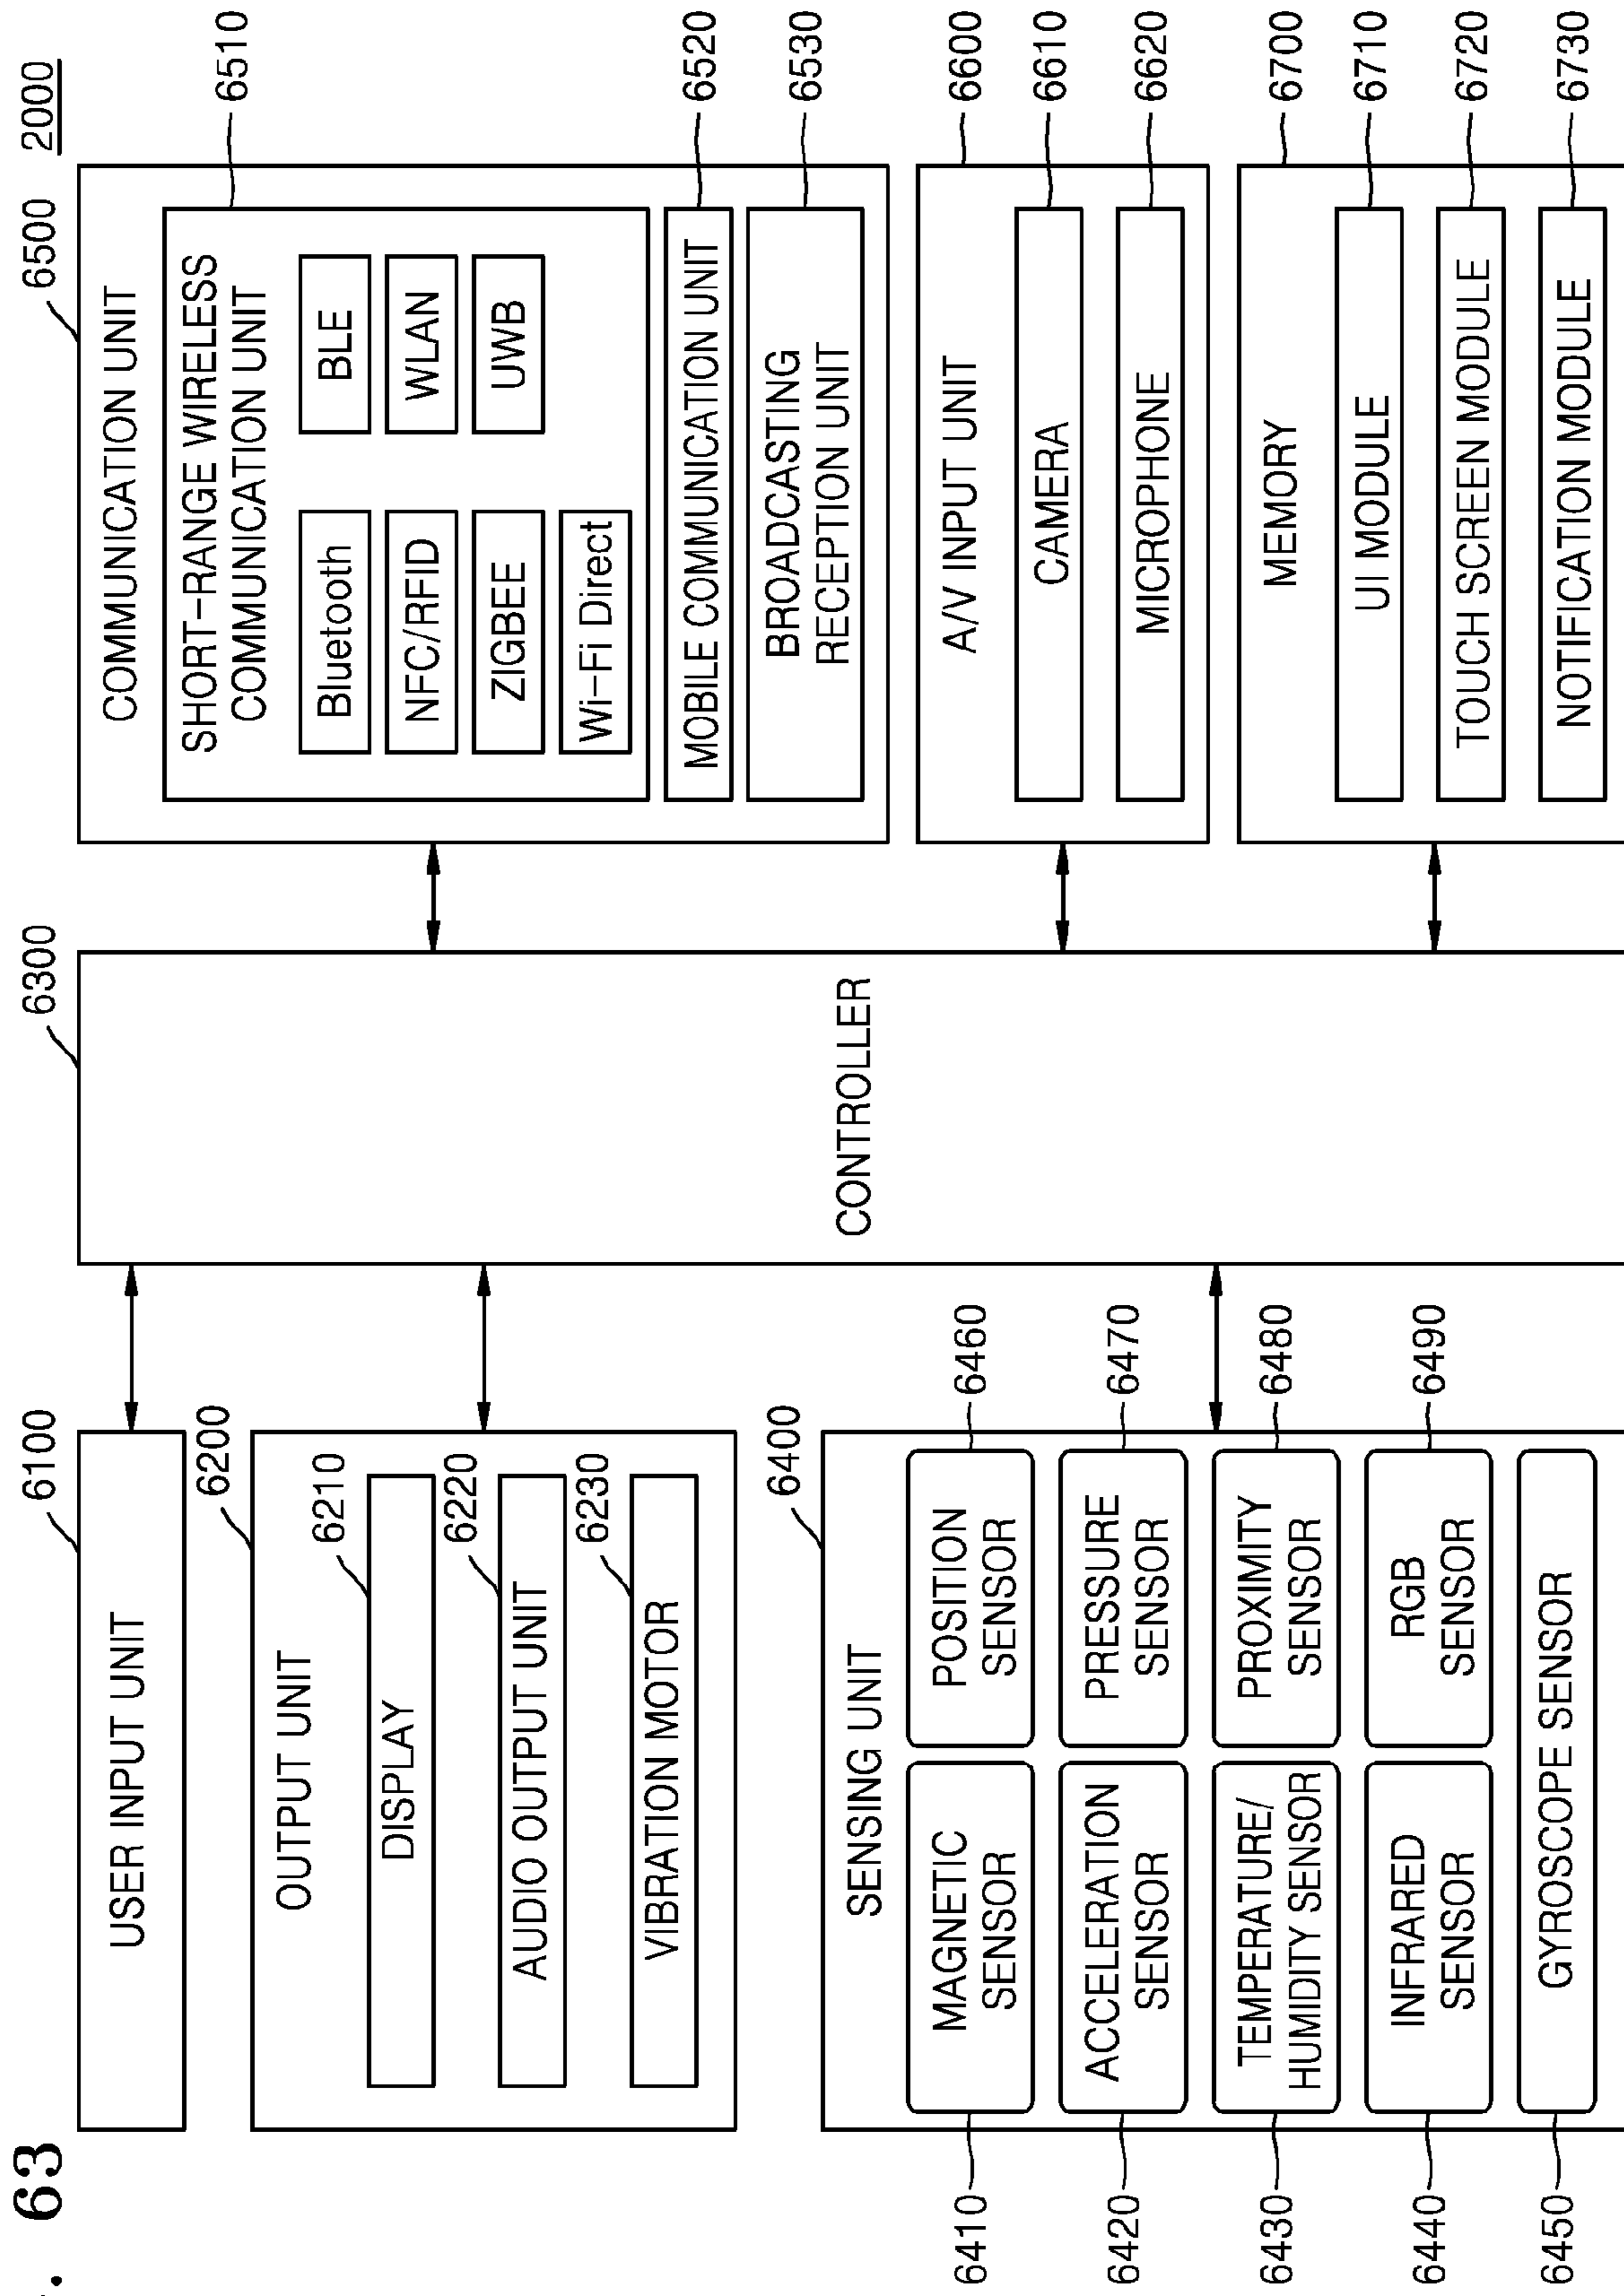 . 63
2000
6100
USER INPUT UNIT
6200
OUTPUT UNIT
6210
DISPLAY
6220
AUDIO OUTPUT UNIT
6230
VIBRATION MOTOR
6400
SENSING UNIT
6410
MAGNETIC
SENSOR
POSITION
SENSOR
6460
6420
ACCELERATION
SENSOR
PRESSURE
SENSOR
6470
6430
TEMPERATURE/
HUMIDITY SENSOR
PROXIMITY
SENSOR
6480
6440
INFRARED
SENSOR
RGB
SENSOR
6490
6450
GYROSCOPE SENSOR
6300
CONTROLLER
6500
COMMUNICATION UNIT
SHORT-RANGE WIRELESS
COMMUNICATION UNIT
6510
Bluetooth
BLE
NFC/RFID
WLAN
ZIGBEE
UWB
Wi-Fi Direct
MOBILE COMMUNICATION UNIT
6520
BROADCASTING
RECEPTION UNIT
6530
A/V INPUT UNIT
6600
CAMERA
6610
MICROPHONE
6620
MEMORY
6700
UI MODULE
6710
TOUCH SCREEN MODULE
6720
NOTIFICATION MODULE
6730